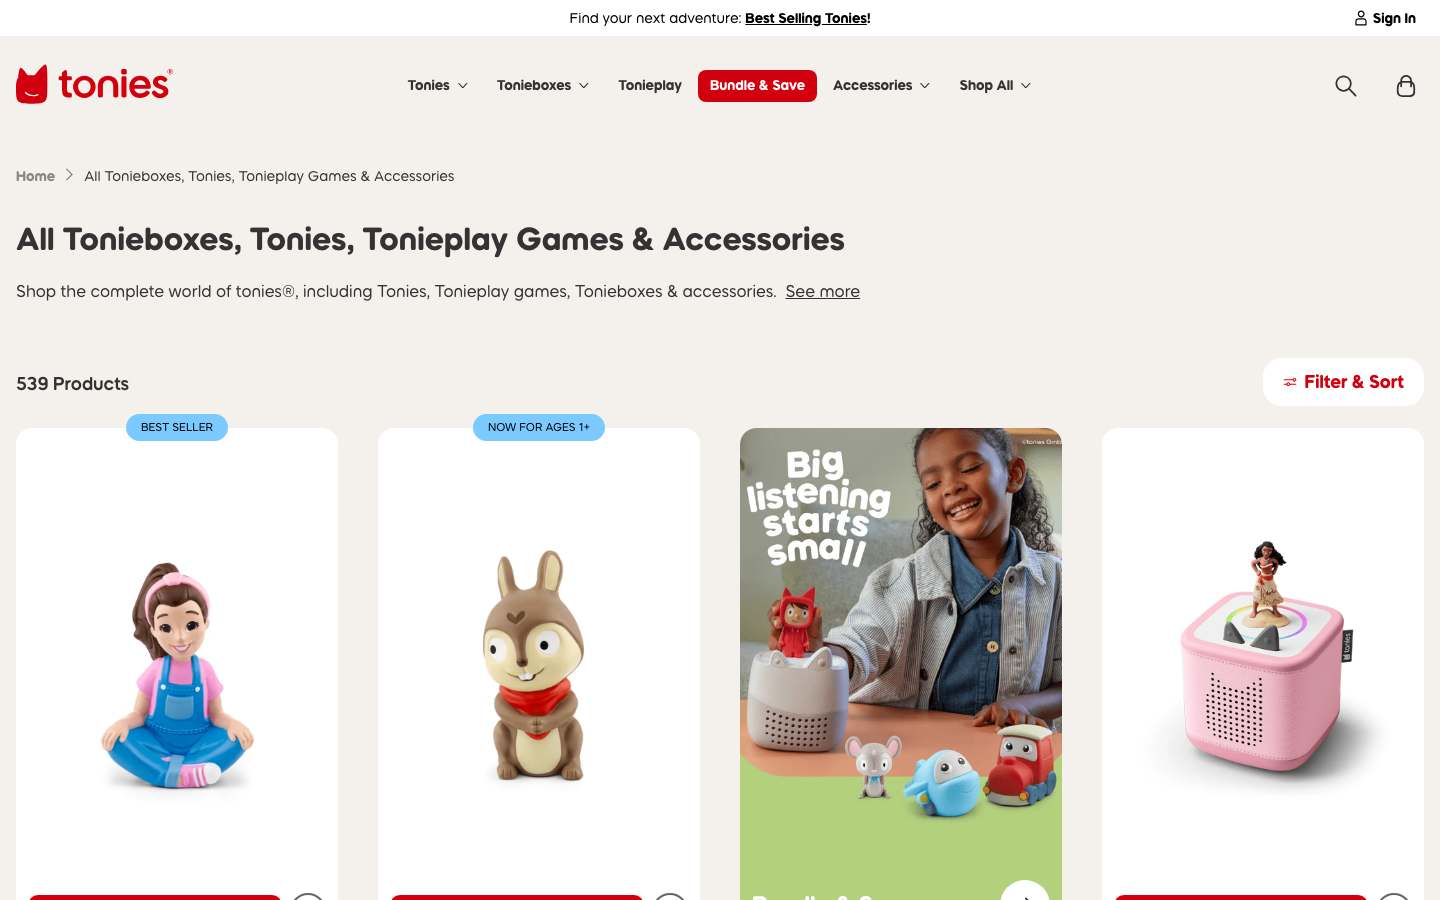 Find your next adventure: Best Selling Tonies!
Sign In
tonies®
Tonies
Tonieboxes
Tonieplay
Bundle & Save
Accessories
Shop All
Home
All Tonieboxes, Tonies, Tonieplay Games & Accessories
All Tonieboxes, Tonies, Tonieplay Games & Accessories
Shop the complete world of tonies®, including Tonies, Tonieplay games, Tonieboxes & accessories. See more
539 Products
Filter & Sort
BEST SELLER
NOW FOR AGES 1+
Big
listening
starts
small
tonies